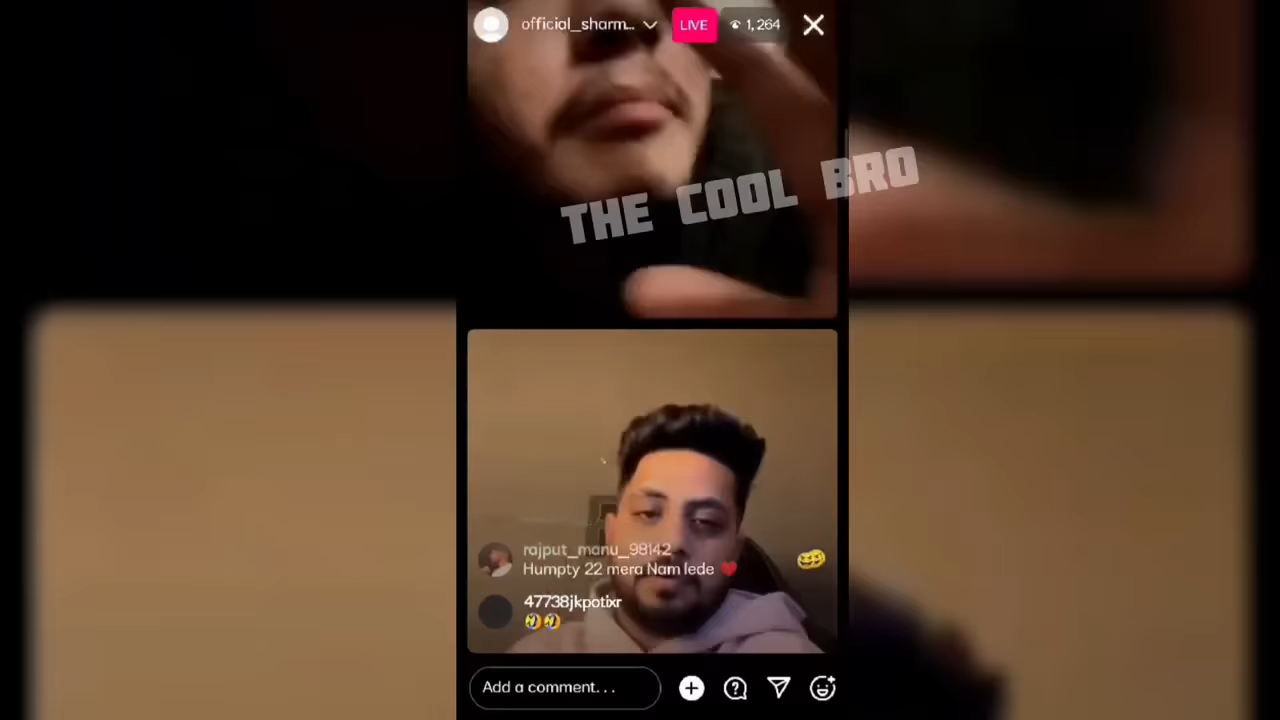 official_sharm...
LIVE
1,264
THE COOL BRO
rajput_manu_98142
Humpty 22 mera Nam lede ❤️
47738jkpotixr
🤣🤣
Add a comment...